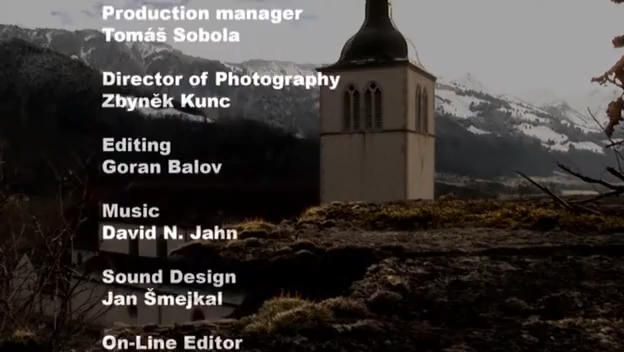 Production manager
Tomáš Sobola
Director of Photography
Zbyněk Kunc
Editing
Goran Balov
Music
David N. Jahn
Sound Design
Jan Šmejkal
On-Line Editor